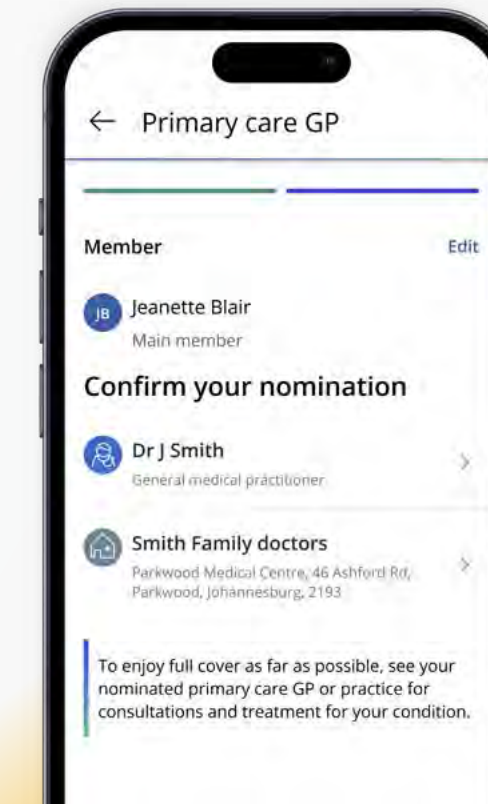 ← Primary care GP
Member
Edit
JB
Jeanette Blair
Main member
Confirm your nomination
Dr J Smith
General medical practitioner
Smith Family doctors
Parkwood Medical Centre, 46 Ashford Rd,
Parkwood, Johannesburg, 2193
To enjoy full cover as far as possible, see your
nominated primary care GP or practice for
consultations and treatment for your condition.